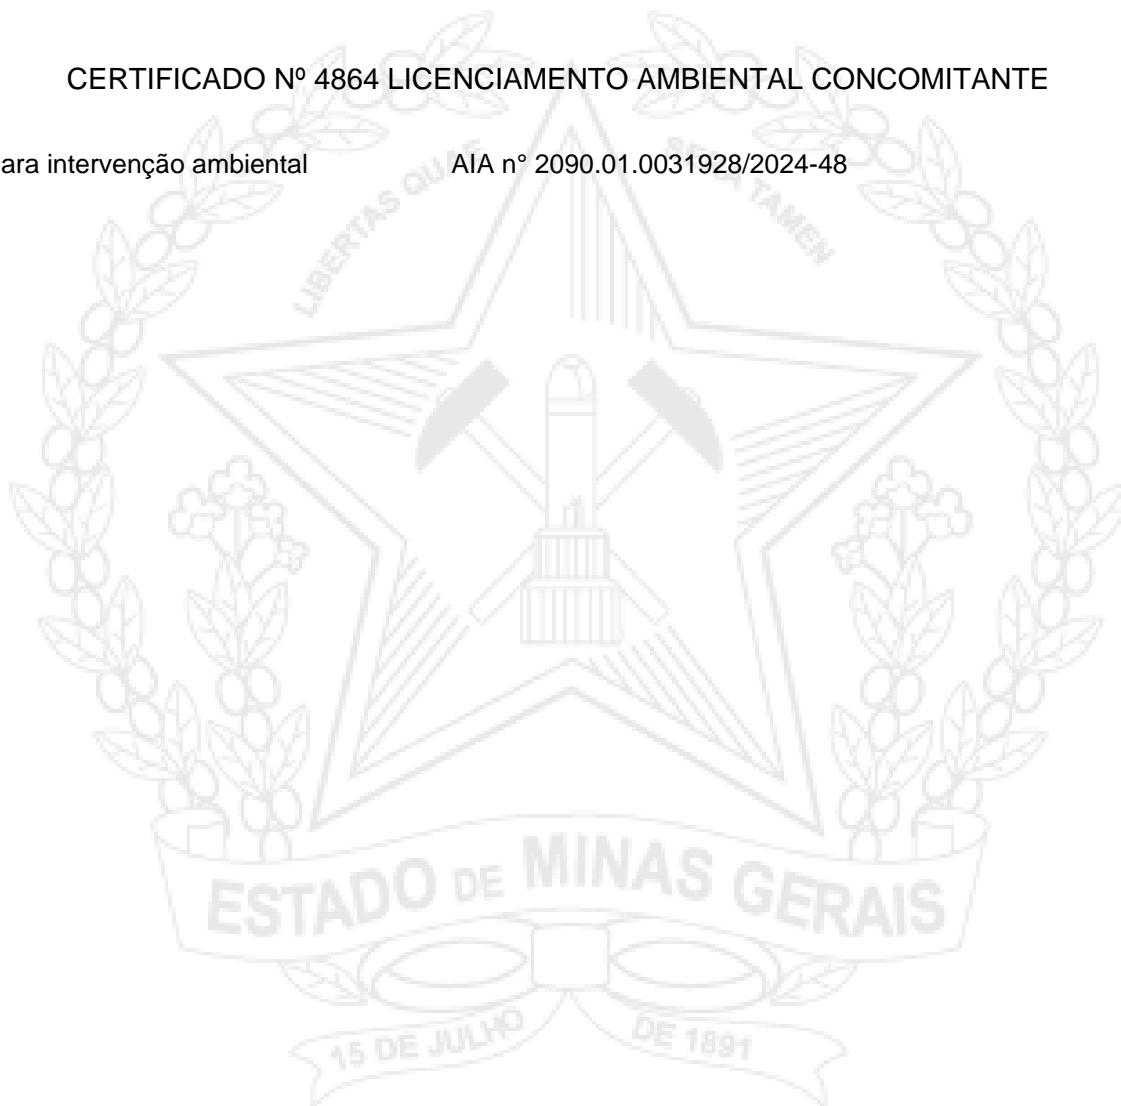 CERTIFICADO Nº 4864 LICENCIAMENTO AMBIENTAL CONCOMITANTE
ara intervenção ambiental AIA n° 2090.01.0031928/2024-48
LIBERTAS QUAE SERA TAMEN
ESTADO DE MINAS GERAIS
15 DE JULHO DE 1891